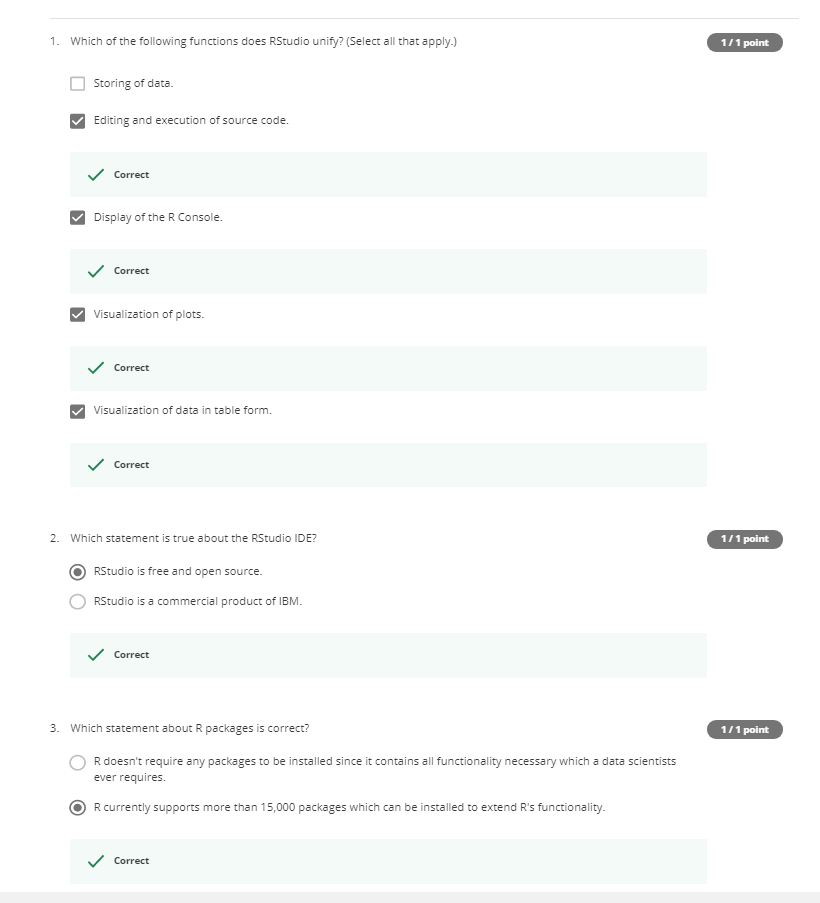 1. Which of the following functions does RStudio unify? (Select all that apply.)
1 / 1 point
Storing of data.
Editing and execution of source code.
Correct
Display of the R Console.
Correct
Visualization of plots.
Correct
Visualization of data in table form.
Correct
2. Which statement is true about the RStudio IDE?
1 / 1 point
RStudio is free and open source.
RStudio is a commercial product of IBM.
Correct
3. Which statement about R packages is correct?
1 / 1 point
R doesn't require any packages to be installed since it contains all functionality necessary which a data scientists
ever requires.
R currently supports more than 15,000 packages which can be installed to extend R's functionality.
Correct